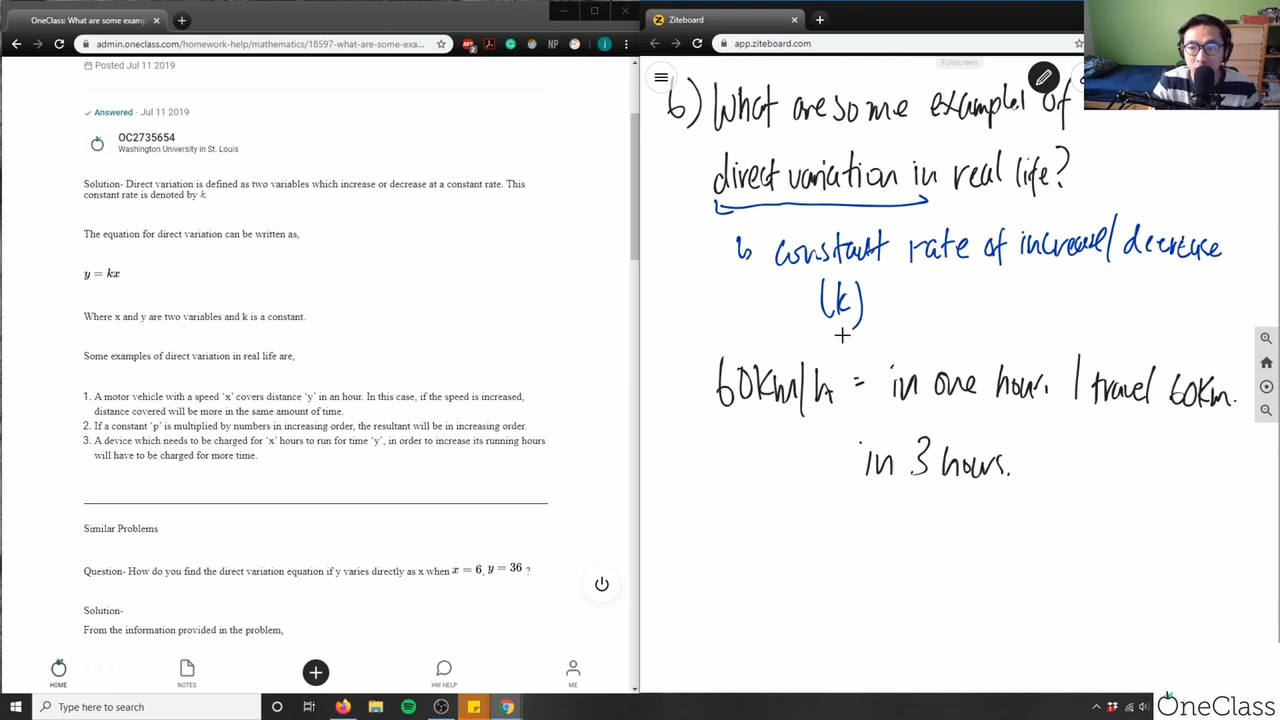 OneClass: What are some examp
admin.oneclass.com/homework-help/mathematics/18597-what-are-some-exa...
NP
j
Posted Jul 11 2019
Answered - Jul 11 2019
OC2735654
Washington University in St. Louis
Solution- Direct variation is defined as two variables which increase or decrease at a constant rate. This
constant rate is denoted by k.
The equation for direct variation can be written as,
y = kx
Where x and y are two variables and k is a constant.
Some examples of direct variation in real life are,
1. A motor vehicle with a speed ‘x’ covers distance ‘y’ in an hour. In this case, if the speed is increased,
distance covered will be more in the same amount of time.
2. If a constant ‘p’ is multiplied by numbers in increasing order, the resultant will be in increasing order.
3. A device which needs to be charged for ‘x’ hours to run for time ‘y’, in order to increase its running hours
will have to be charged for more time.
Similar Problems
Question- How do you find the direct variation equation if y varies directly as x when x = 6, y = 36 ?
Solution-
From the information provided in the problem,
HOME
NOTES
HW HELP
ME
Type here to search
Ziteboard
app.ziteboard.com
Fullscreen
6) What are some examples of
direct variation in real life?
constant rate of increase/decrease
(k)
60km/h = in one hour. I travel 60km.
in 3 hours.
OneClass